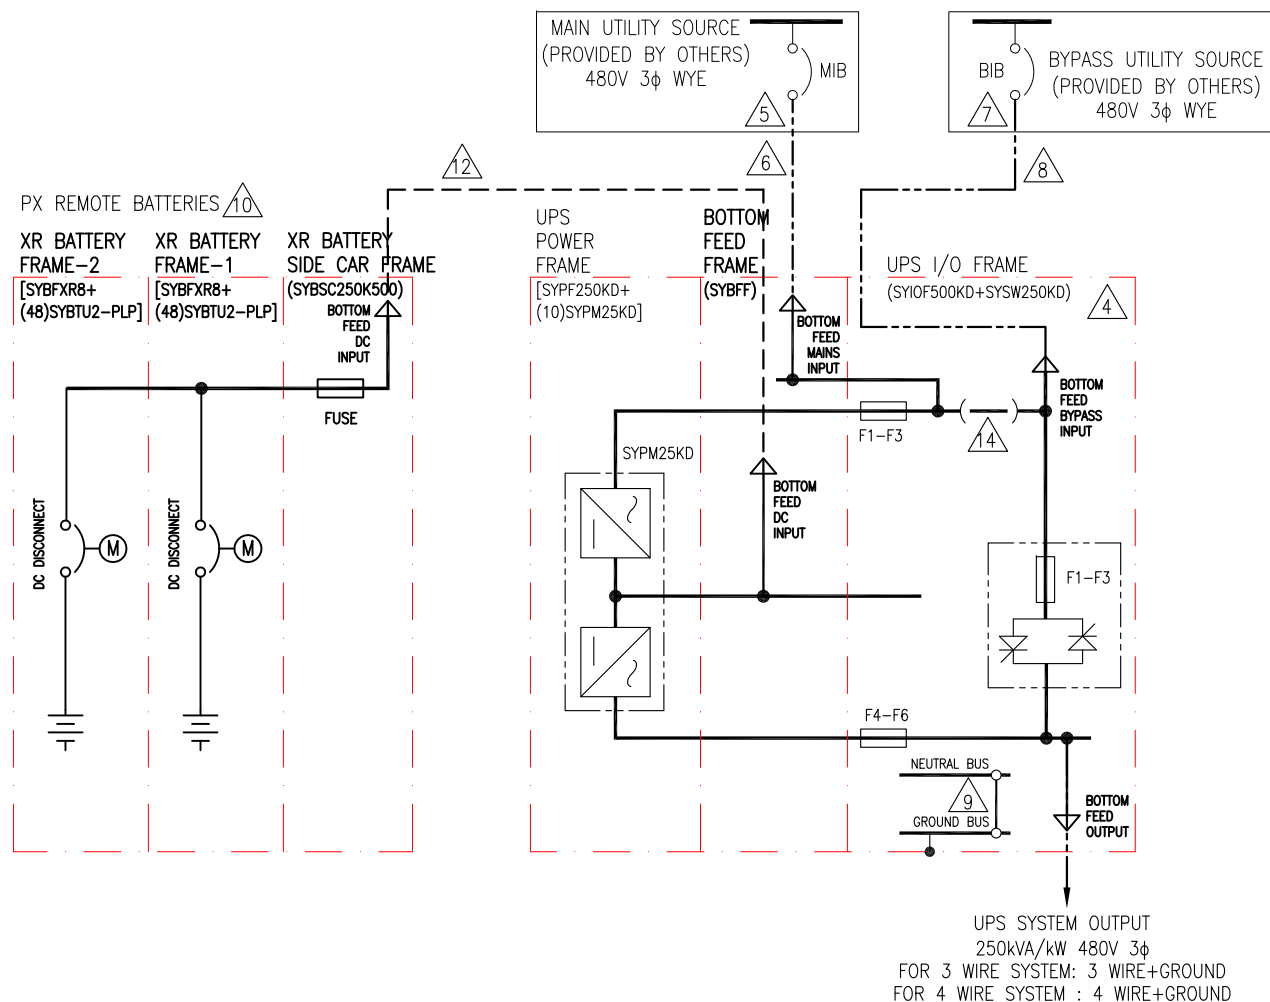 MAIN UTILITY SOURCE
(PROVIDED BY OTHERS)
480V 3ϕ WYE
MIB
5
BIB
7
BYPASS UTILITY SOURCE
(PROVIDED BY OTHERS)
480V 3ϕ WYE
12
6
8
PX REMOTE BATTERIES
10
XR BATTERY
FRAME-2
[SYBFXR8+
(48)SYBTU2-PLP]
XR BATTERY
FRAME-1
[SYBFXR8+
(48)SYBTU2-PLP]
XR BATTERY
SIDE CAR FRAME
(SYBSC250K500)
BOTTOM
FEED
DC
INPUT
FUSE
UPS
POWER
FRAME
[SYPF250KD+
(10)SYPM25KD]
BOTTOM
FEED
FRAME
(SYBFF)
UPS I/O FRAME
(SYIOF500KD+SYSW250KD)
4
BOTTOM
FEED
MAINS
INPUT
BOTTOM
FEED
BYPASS
INPUT
F1-F3
14
SYPM25KD
BOTTOM
FEED
DC
INPUT
DC DISCONNECT
M
DC DISCONNECT
M
F1-F3
F4-F6
NEUTRAL BUS
9
GROUND BUS
BOTTOM
FEED
OUTPUT
UPS SYSTEM OUTPUT
250kVA/kW 480V 3ϕ
FOR 3 WIRE SYSTEM: 3 WIRE+GROUND
FOR 4 WIRE SYSTEM : 4 WIRE+GROUND